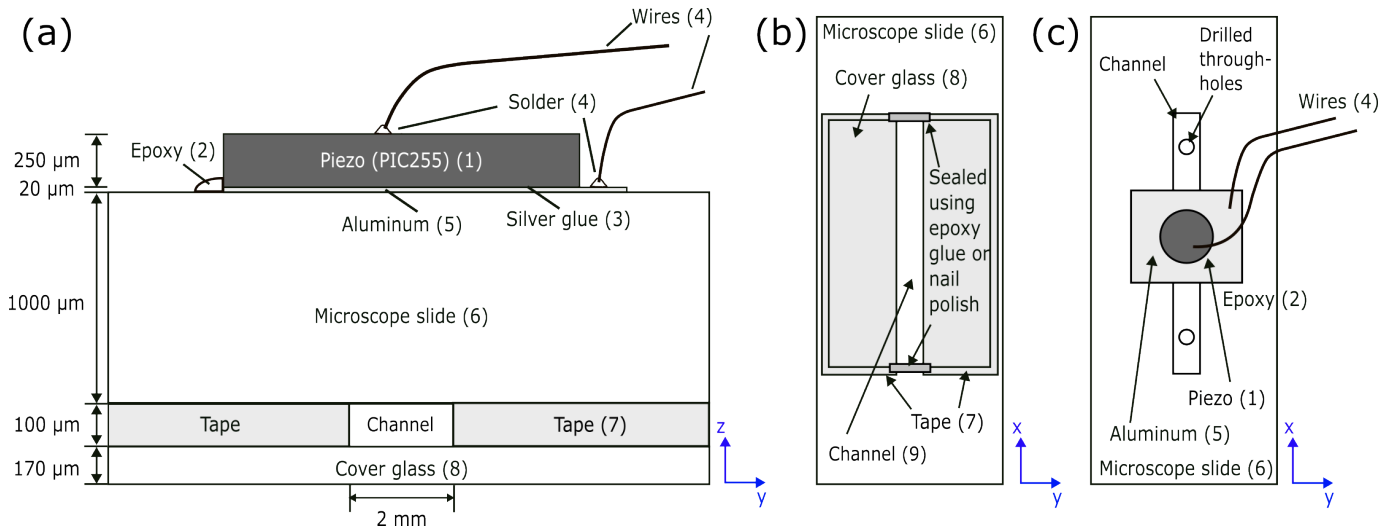 (a)
Wires (4)
Solder (4)
Epoxy (2)
Piezo (PIC255) (1)
250 µm
20 µm
Aluminum (5)
Silver glue (3)
1000 µm
Microscope slide (6)
100 µm
Tape
Channel
Tape (7)
170 µm
Cover glass (8)
2 mm
z
y
(b)
Microscope slide (6)
Cover glass (8)
Sealed
using
epoxy
glue or
nail
polish
Tape (7)
Channel (9)
x
y
(c)
Drilled
through-
holes
Channel
Wires (4)
Epoxy (2)
Piezo (1)
Aluminum (5)
Microscope slide (6)
x
y